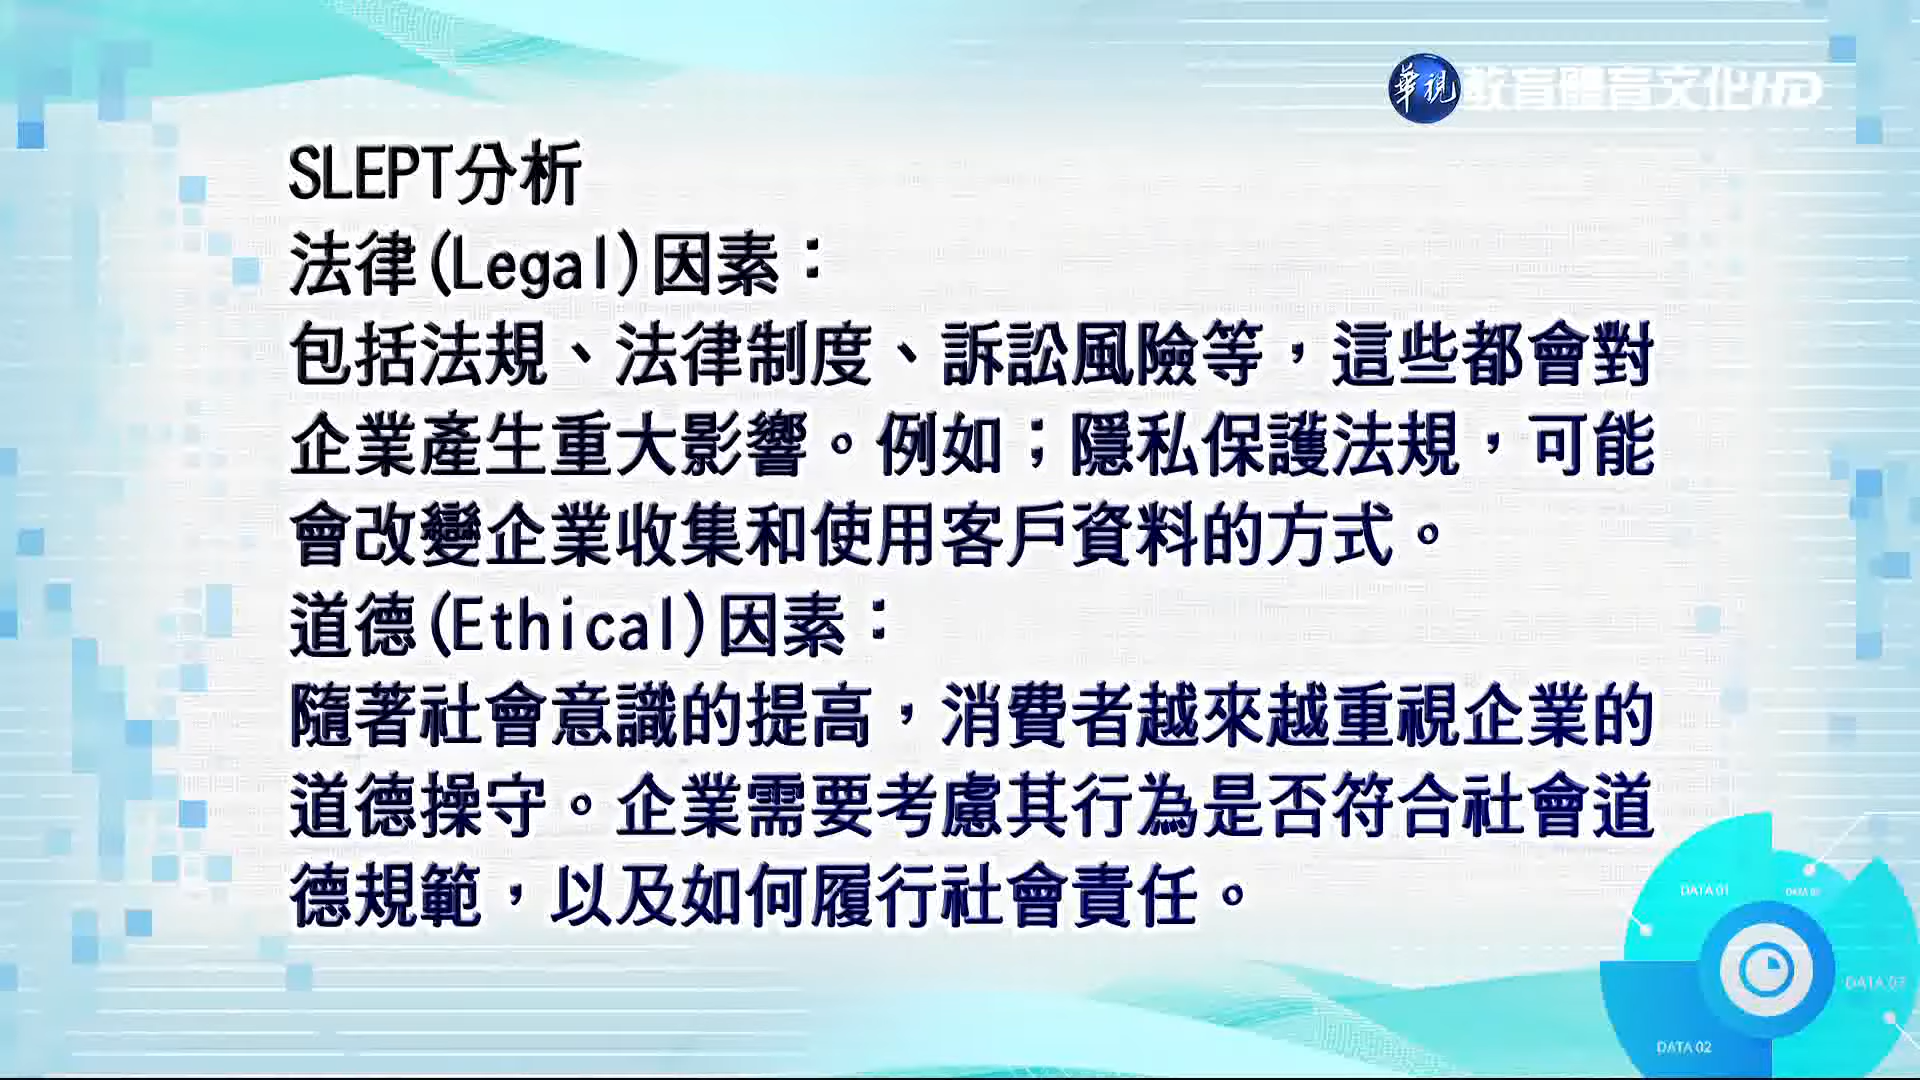 華視 教育體育文化HD
SLEPT分析
法律(Legal)因素：
包括法規、法律制度、訴訟風險等，這些都會對
企業產生重大影響。例如；隱私保護法規，可能
會改變企業收集和使用客戶資料的方式。
道德(Ethical)因素：
隨著社會意識的提高，消費者越來越重視企業的
道德操守。企業需要考慮其行為是否符合社會道
德規範，以及如何履行社會責任。
DATA 01
DATA 03
DATA 02